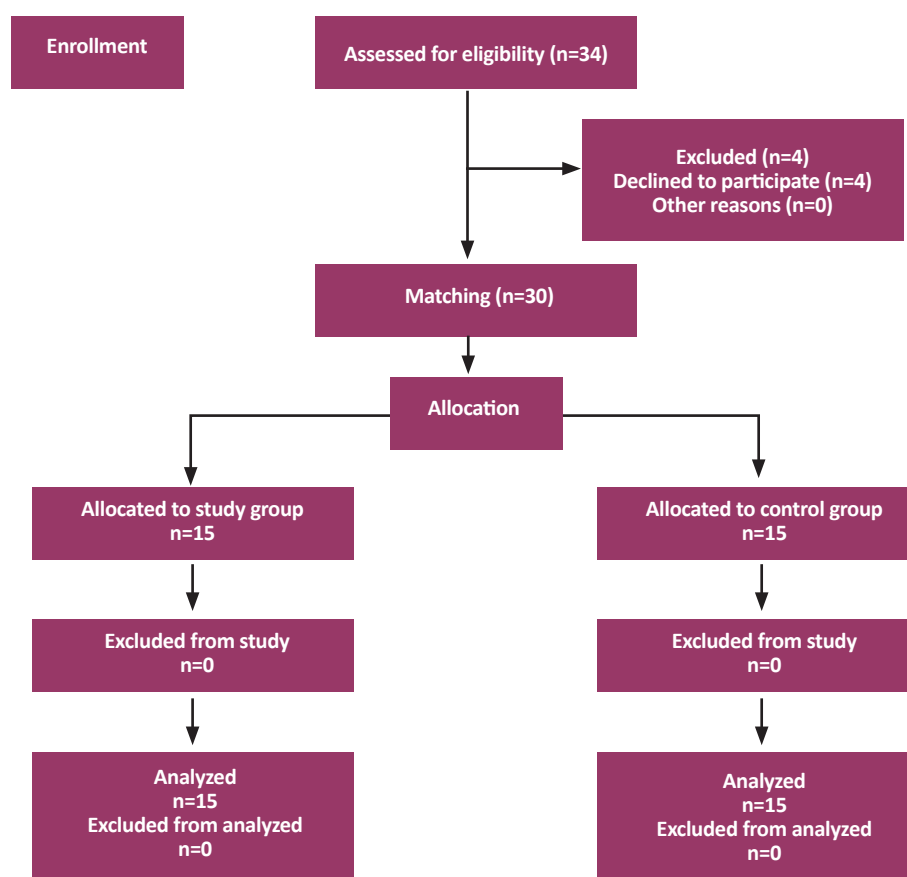 Enrollment
Assessed for eligibility (n=34)
Excluded (n=4)
Declined to participate (n=4)
Other reasons (n=0)
Matching (n=30)
Allocation
Allocated to study group
n=15
Allocated to control group
n=15
Excluded from study
n=0
Excluded from study
n=0
Analyzed
n=15
Excluded from analyzed
n=0
Analyzed
n=15
Excluded from analyzed
n=0